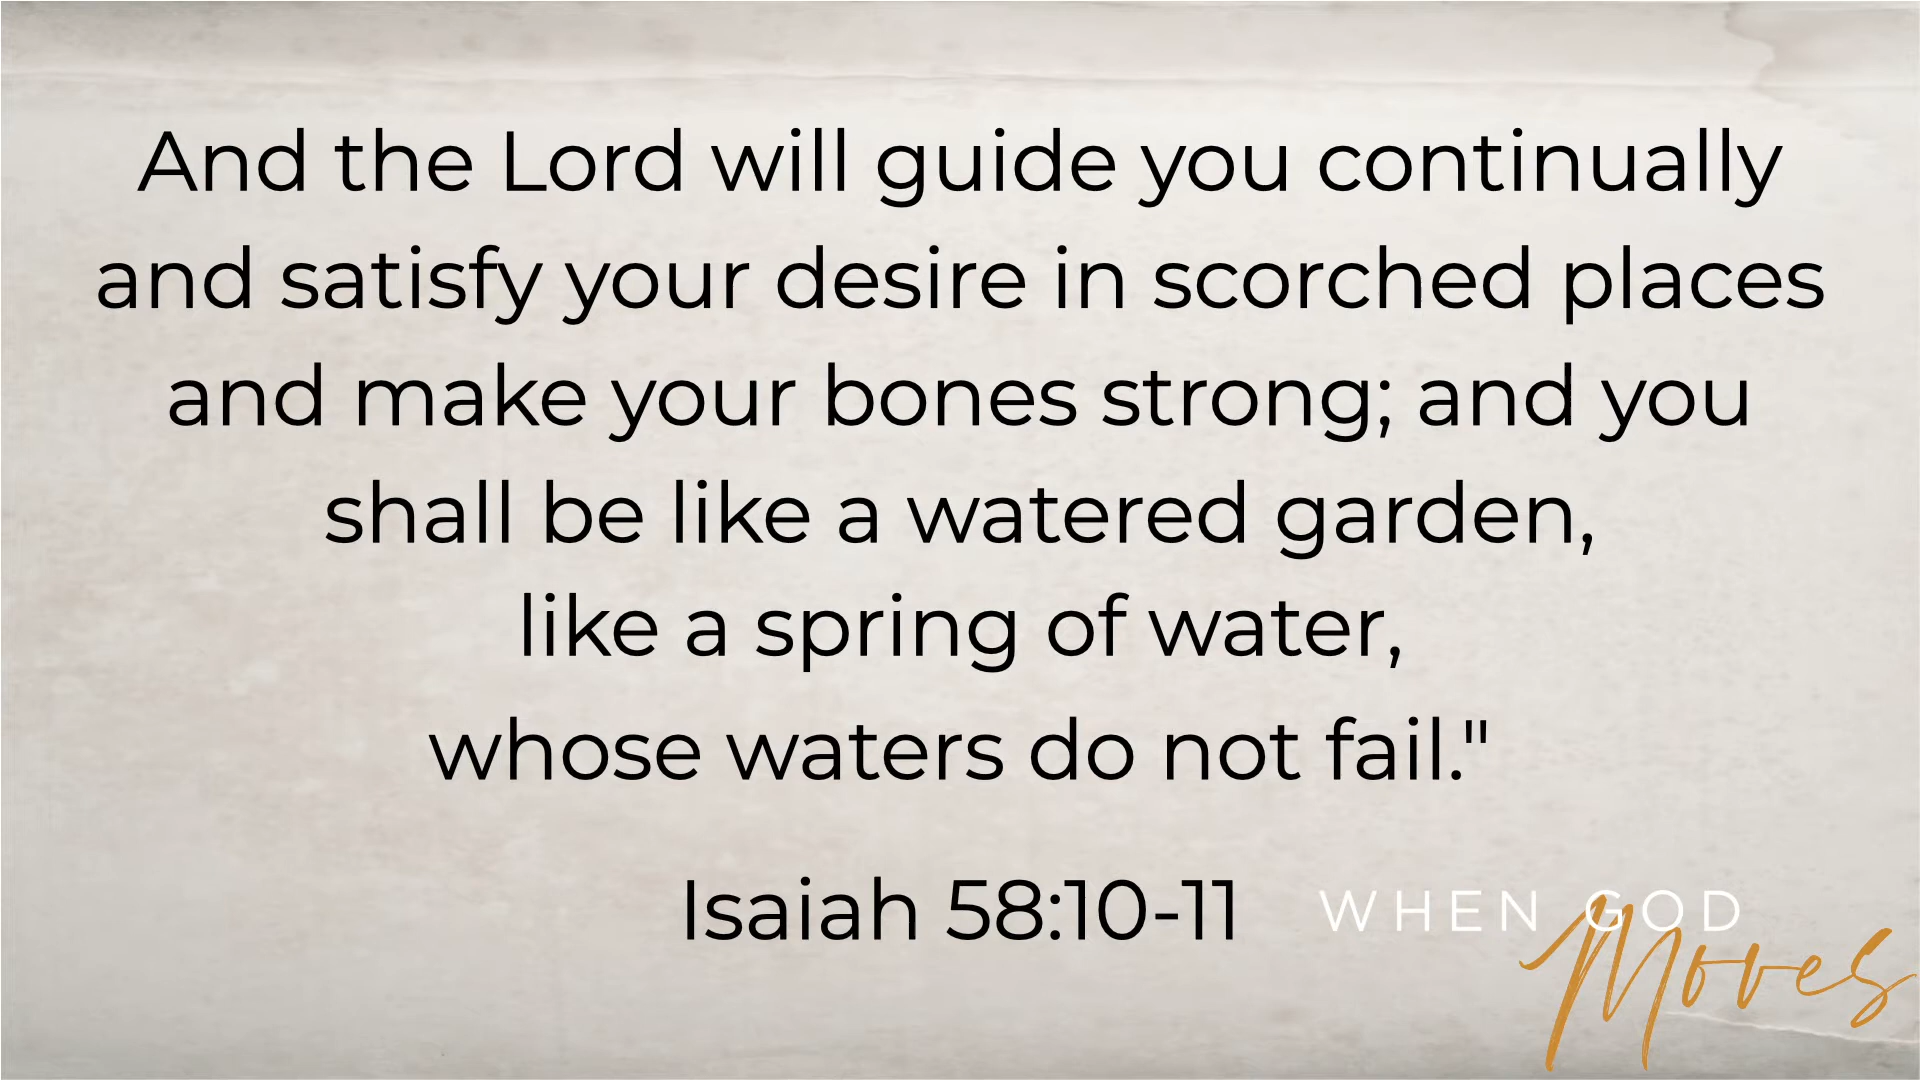 And the Lord will guide you continually
and satisfy your desire in scorched places
and make your bones strong; and you
shall be like a watered garden,
like a spring of water,
whose waters do not fail."
Isaiah 58:10-11
WHEN GOD
Moves